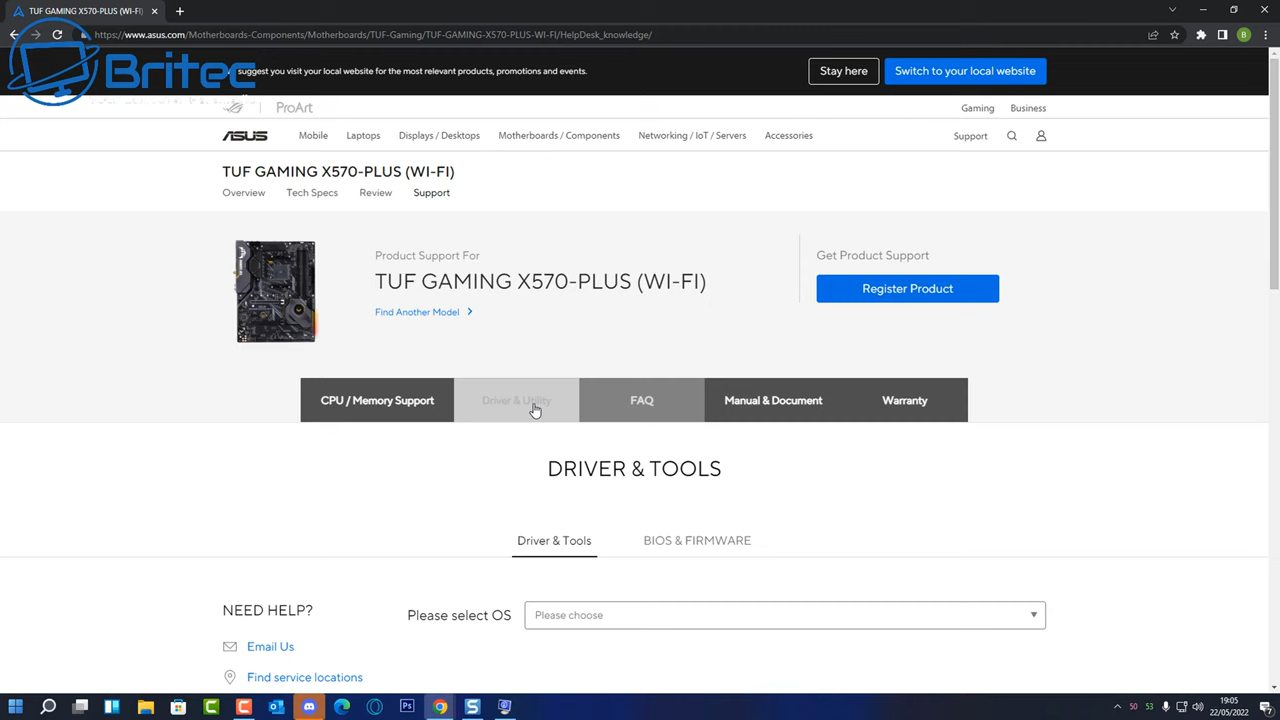 TUF GAMING X570-PLUS (WI-FI)
https://www.asus.com/Motherboards-Components/Motherboards/TUF-Gaming/TUF-GAMING-X570-PLUS-WI-FI/HelpDesk_knowledge/
B
Britec
suggest you visit your local website for the most relevant products, promotions and events.
Stay here
Switch to your local website
ProArt
Gaming
Business
ASUS
Mobile
Laptops
Displays / Desktops
Motherboards / Components
Networking / IoT / Servers
Accessories
Support
TUF GAMING X570-PLUS (WI-FI)
Overview
Tech Specs
Review
Support
Product Support For
TUF GAMING X570-PLUS (WI-FI)
Find Another Model
Get Product Support
Register Product
CPU / Memory Support
Driver & Utility
FAQ
Manual & Document
Warranty
DRIVER & TOOLS
Driver & Tools
BIOS & FIRMWARE
NEED HELP?
Email Us
Find service locations
Please select OS
Please choose
50
53
19:05
22/05/2022